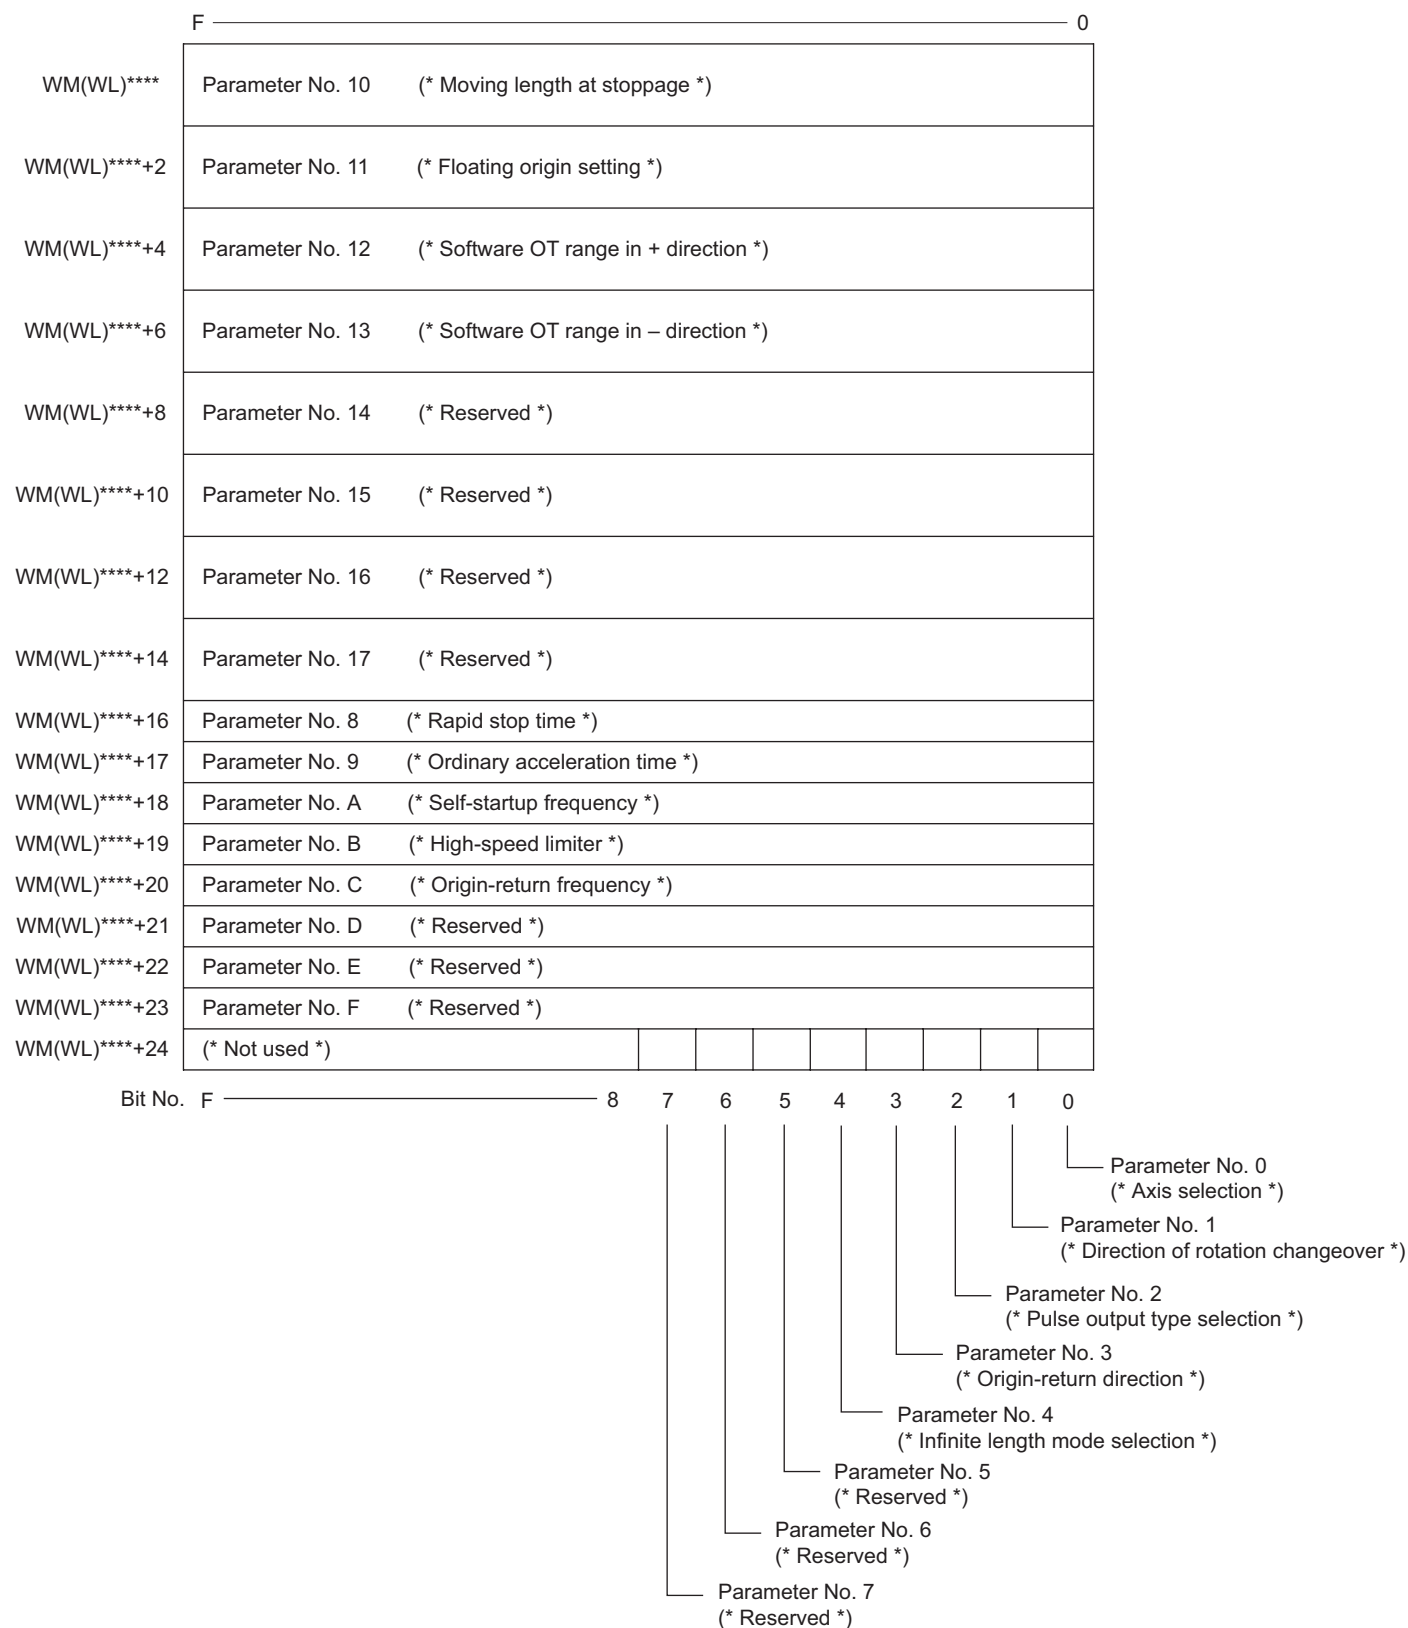 F 0
WM(WL)**** Parameter No. 10 (* Moving length at stoppage *)
WM(WL)****+2 Parameter No. 11 (* Floating origin setting *)
WM(WL)****+4 Parameter No. 12 (* Software OT range in + direction *)
WM(WL)****+6 Parameter No. 13 (* Software OT range in – direction *)
WM(WL)****+8 Parameter No. 14 (* Reserved *)
WM(WL)****+10 Parameter No. 15 (* Reserved *)
WM(WL)****+12 Parameter No. 16 (* Reserved *)
WM(WL)****+14 Parameter No. 17 (* Reserved *)
WM(WL)****+16 Parameter No. 8 (* Rapid stop time *)
WM(WL)****+17 Parameter No. 9 (* Ordinary acceleration time *)
WM(WL)****+18 Parameter No. A (* Self-startup frequency *)
WM(WL)****+19 Parameter No. B (* High-speed limiter *)
WM(WL)****+20 Parameter No. C (* Origin-return frequency *)
WM(WL)****+21 Parameter No. D (* Reserved *)
WM(WL)****+22 Parameter No. E (* Reserved *)
WM(WL)****+23 Parameter No. F (* Reserved *)
WM(WL)****+24 (* Not used *)
Bit No. F 8 7 6 5 4 3 2 1 0
Parameter No. 0
(* Axis selection *)
Parameter No. 1
(* Direction of rotation changeover *)
Parameter No. 2
(* Pulse output type selection *)
Parameter No. 3
(* Origin-return direction *)
Parameter No. 4
(* Infinite length mode selection *)
Parameter No. 5
(* Reserved *)
Parameter No. 6
(* Reserved *)
Parameter No. 7
(* Reserved *)